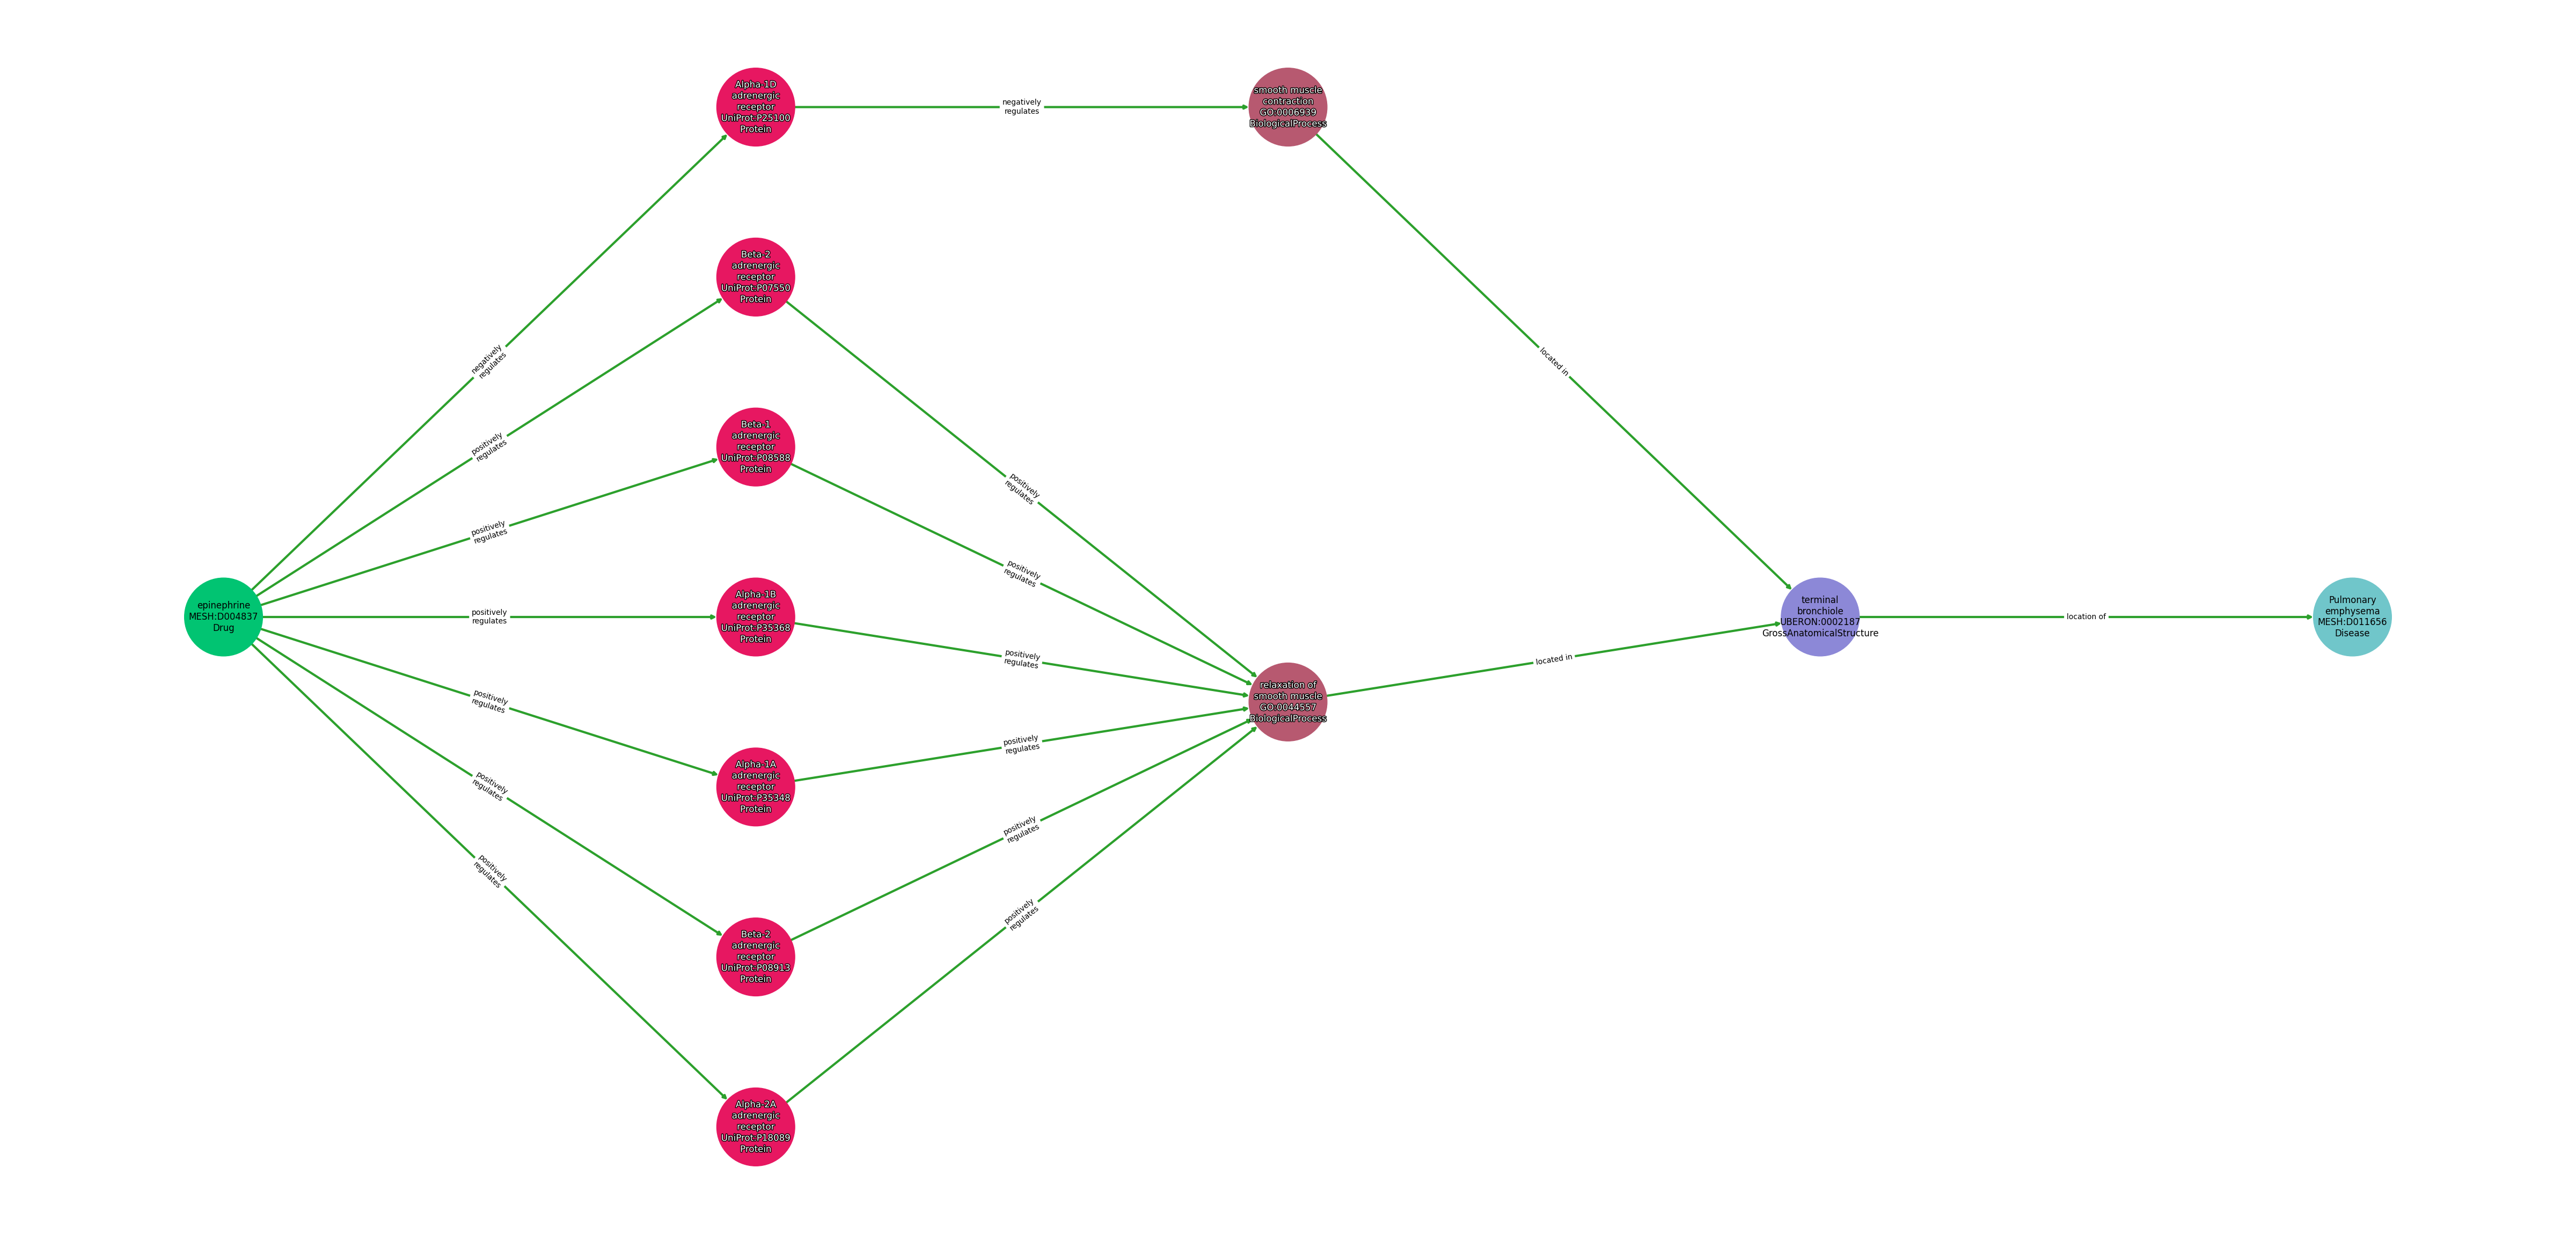 Alpha-1D
adrenergic
receptor
UniProt:P25100
Protein
negatively
regulates
smooth muscle
contraction
GO:0006939
BiologicalProcess
Beta-2
adrenergic
receptor
UniProt:P07550
Protein
negatively
regulates
located in
positively
regulates
Beta-1
adrenergic
receptor
UniProt:P08588
Protein
positively
regulates
positively
regulates
positively
regulates
epinephrine
MESH:D004837
Drug
positively
regulates
Alpha-1B
adrenergic
receptor
UniProt:P35368
Protein
positively
regulates
terminal
bronchiole
UBERON:0002187
GrossAnatomicalStructure
location of
Pulmonary
emphysema
MESH:D011656
Disease
positively
regulates
located in
relaxation of
smooth muscle
GO:0044557
BiologicalProcess
positively
regulates
Alpha-1A
adrenergic
receptor
UniProt:P35348
Protein
positively
regulates
positively
regulates
positively
regulates
positively
regulates
Beta-2
adrenergic
receptor
UniProt:P08913
Protein
positively
regulates
Alpha-2A
adrenergic
receptor
UniProt:P18089
Protein